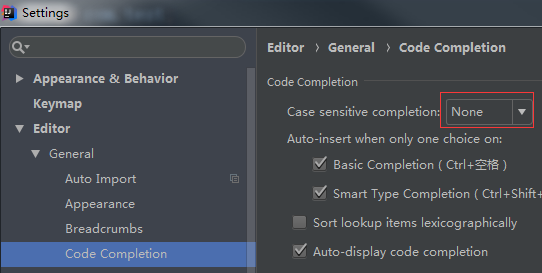 Settings
Appearance & Behavior
Keymap
Editor
General
Auto Import
Appearance
Breadcrumbs
Code Completion
Editor › General › Code Completion
Code Completion
Case sensitive completion: None
Auto-insert when only one choice on:
Basic Completion ( Ctrl+空格 )
Smart Type Completion ( Ctrl+Shift+
Sort lookup items lexicographically
Auto-display code completion